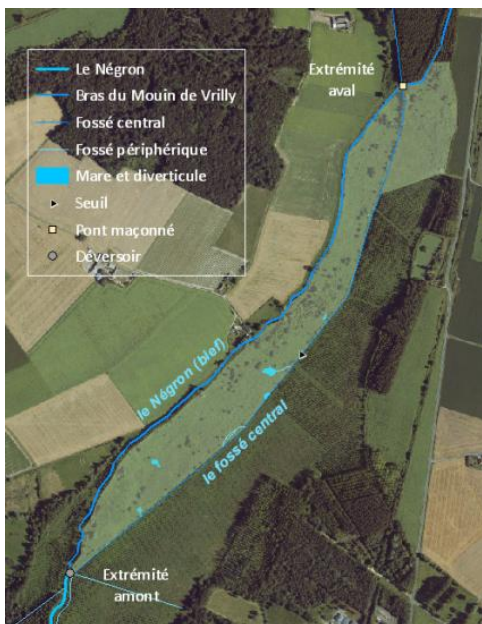 Le Négron
Bras du Mouin de Vrilly
Fossé central
Fossé périphérique
Mare et diverticule
Seuil
Pont maçonné
Déversoir
Extrémité
aval
le Négron (bief)
le fossé central
Extrémité
amont